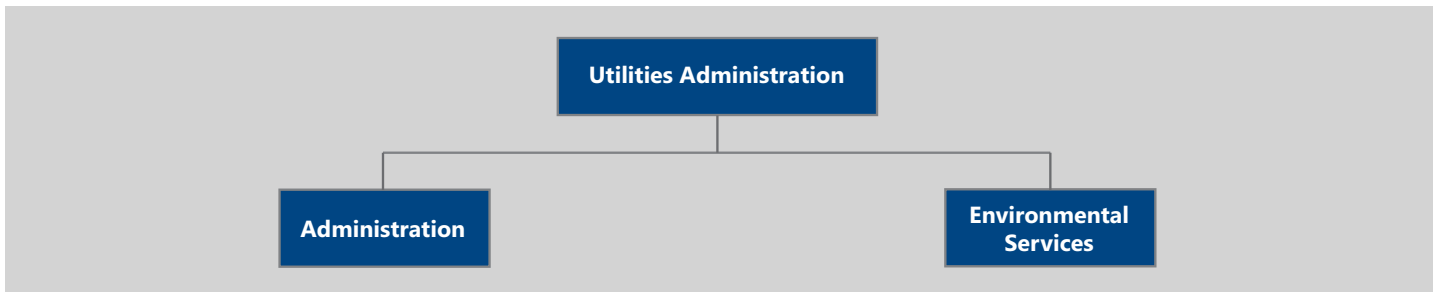 Utilities Administration
Administration
Environmental
Services